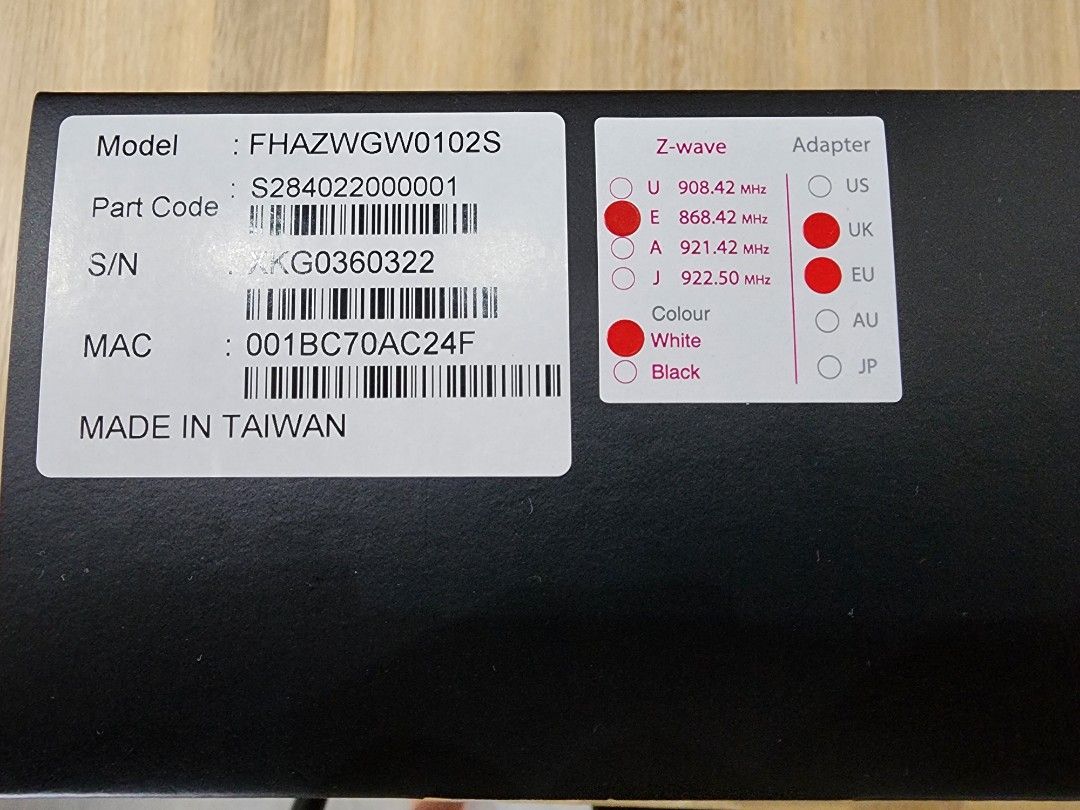 Model : FHAZWGW0102S
Part Code : S284022000001
S/N : XKG0360322
MAC : 001BC70AC24F
MADE IN TAIWAN
Z-wave
U 908.42 MHz
E 868.42 MHz
A 921.42 MHz
J 922.50 MHz
Colour
White
Black
Adapter
US
UK
EU
AU
JP